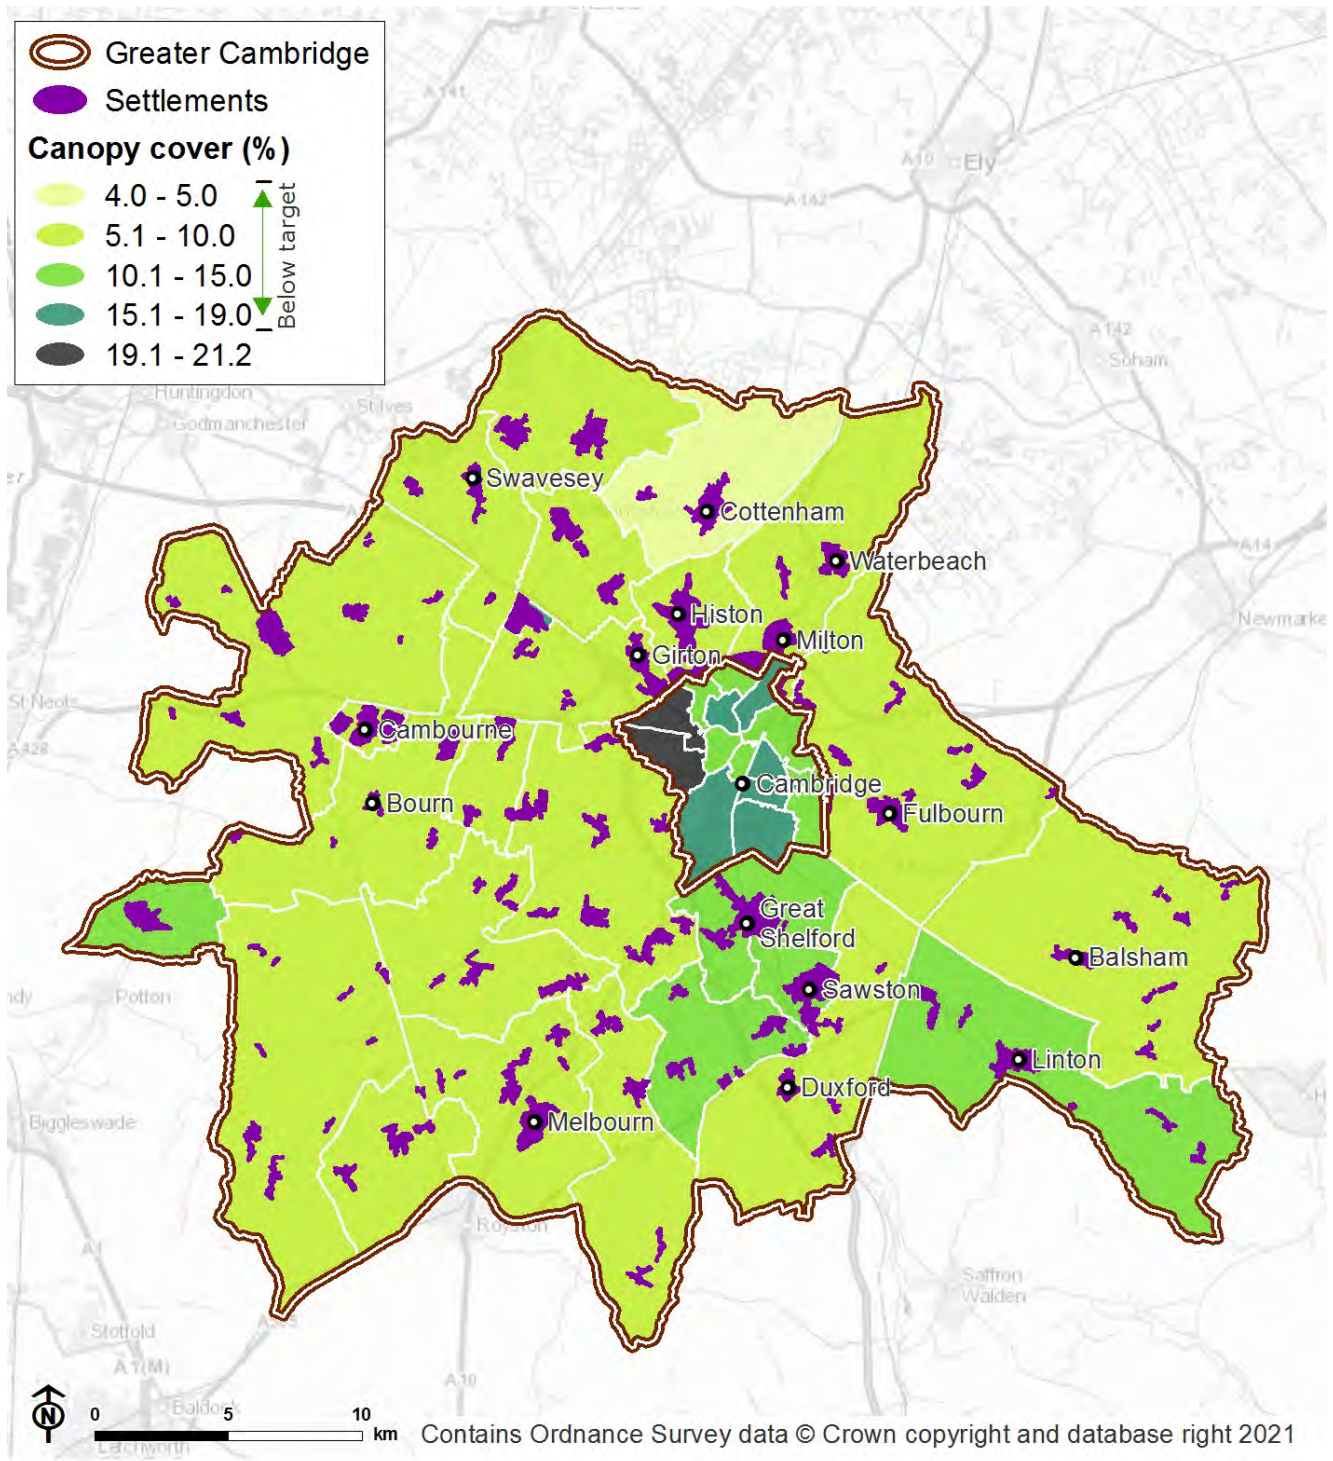 Greater Cambridge
Settlements
Canopy cover (%)
4.0 - 5.0
5.1 - 10.0
10.1 - 15.0
15.1 - 19.0
19.1 - 21.2
Below target
A141
A10
Ely
A142
A142
Soham
Huntingdon
St Ives
Godmanchester
Swavesey
Cottenham
A14
Waterbeach
Histon
Newmarke
Milton
Girton
St Neots
A428
Cambourne
Cambridge
Bourn
Fulbourn
Great
Shelford
Balsham
Potton
Sawston
Linton
Duxford
Biggleswade
Melbourn
Royston
A1
Saffron
Walden
Stotfold
A1(M)
A10
Baldock
Letchworth
N
0 5 10
km
Contains Ordnance Survey data © Crown copyright and database right 2021